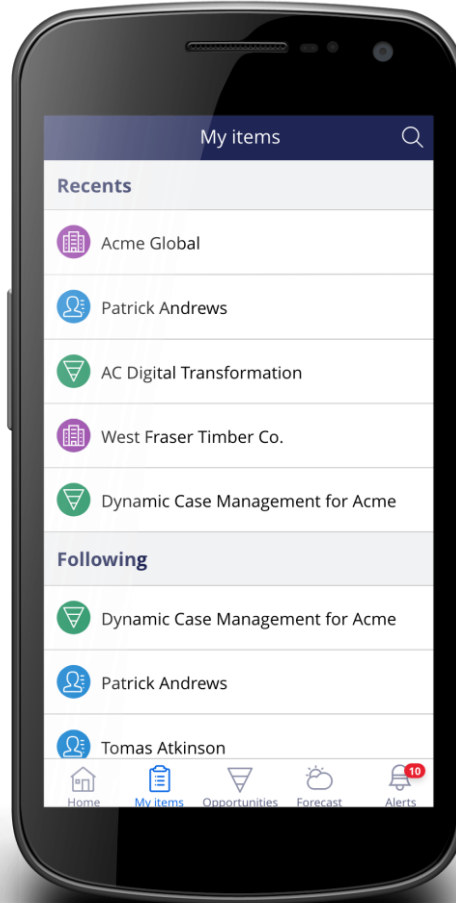 My items
Recents
Acme Global
Patrick Andrews
AC Digital Transformation
West Fraser Timber Co.
Dynamic Case Management for Acme
Following
Dynamic Case Management for Acme
Patrick Andrews
Tomas Atkinson
10
Home My items Opportunities Forecast Alerts